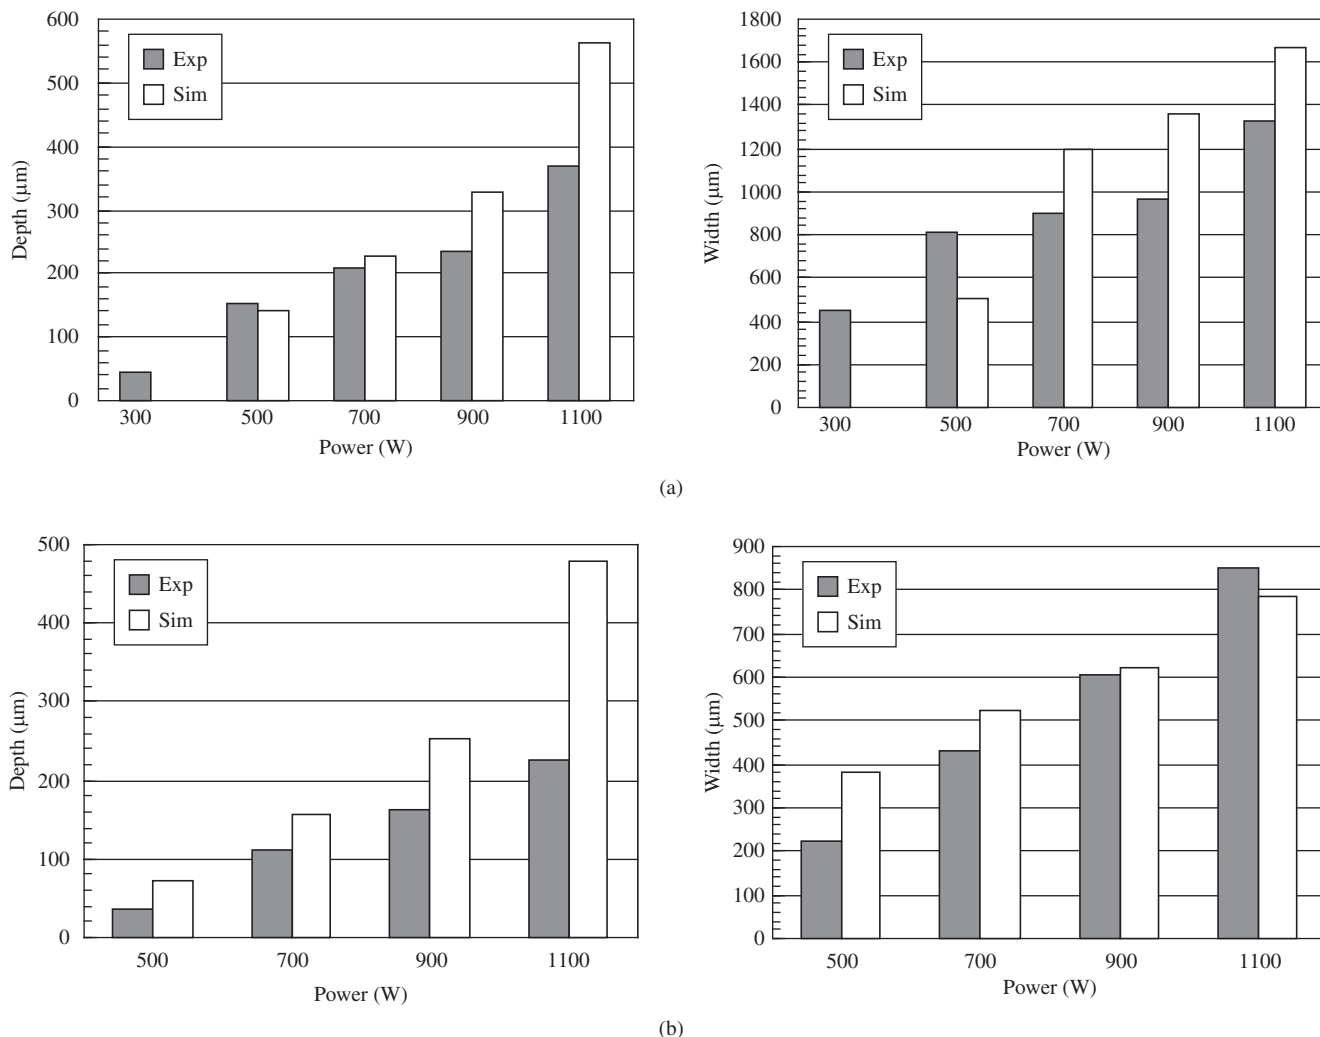 600
500
400
300
200
100
0
Depth (μm)
Exp
Sim
300 500 700 900 1100
Power (W)
1800
1600
1400
1200
1000
800
600
400
200
0
Width (μm)
Exp
Sim
300 500 700 900 1100
Power (W)
(a)
500
400
300
200
100
0
Depth (μm)
Exp
Sim
500 700 900 1100
Power (W)
900
800
700
600
500
400
300
200
100
0
Width (μm)
Exp
Sim
500 700 900 1100
Power (W)
(b)